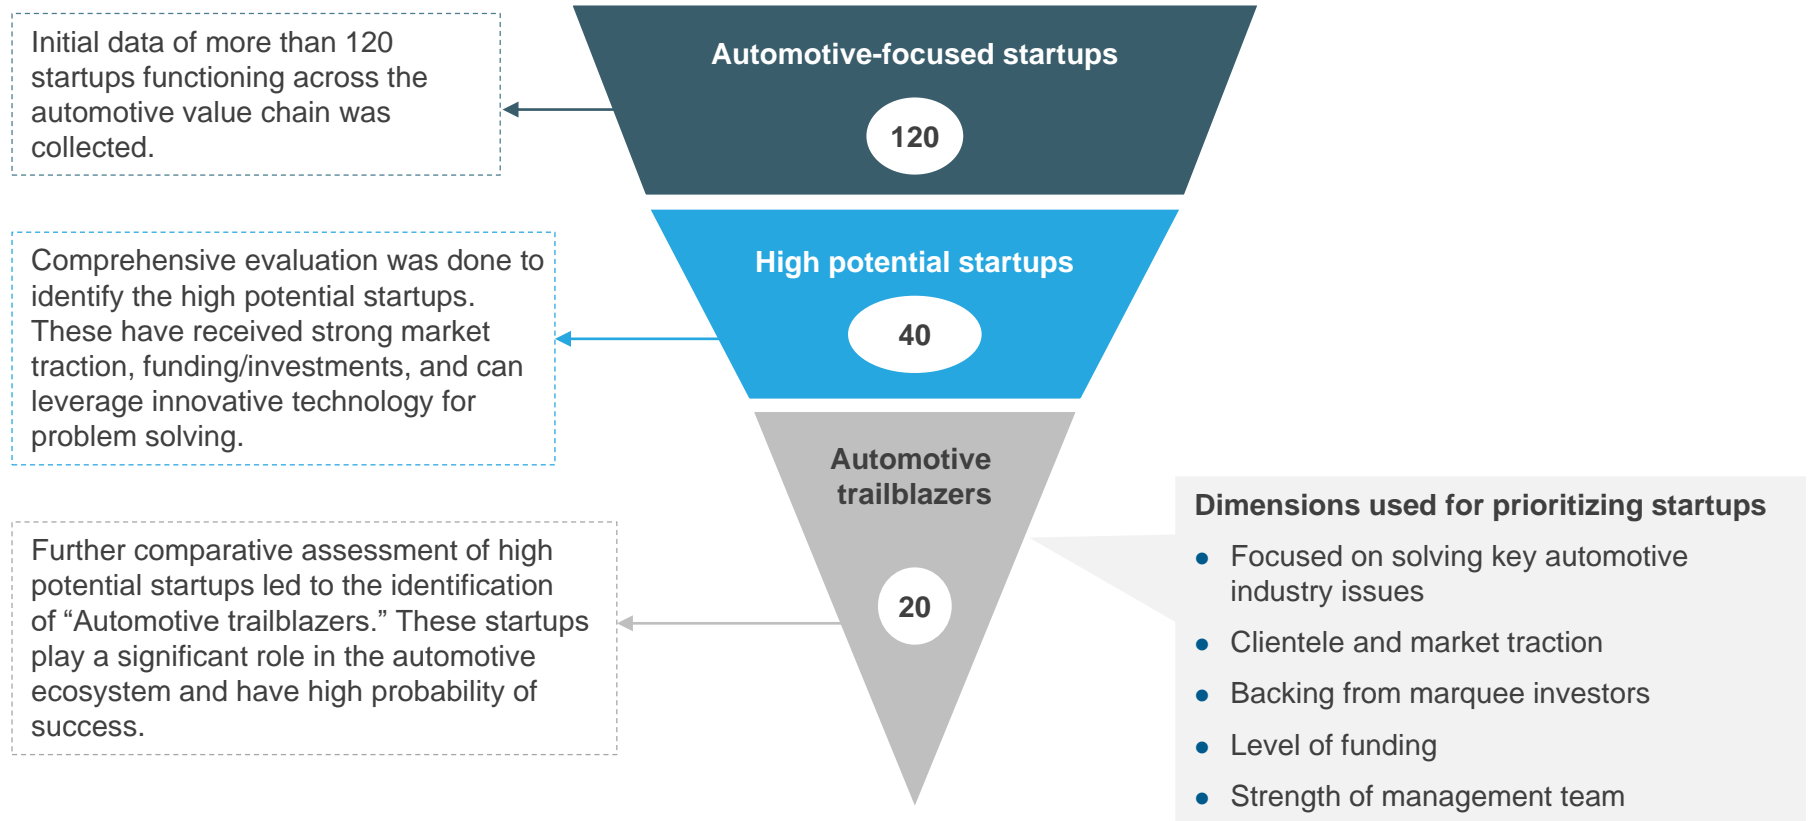 Initial data of more than 120
startups functioning across the
automotive value chain was
collected.
Automotive-focused startups
120
Comprehensive evaluation was done to
identify the high potential startups.
These have received strong market
traction, funding/investments, and can
leverage innovative technology for
problem solving.
High potential startups
40
Further comparative assessment of high
potential startups led to the identification
of “Automotive trailblazers.” These startups
play a significant role in the automotive
ecosystem and have high probability of
success.
Automotive
trailblazers
20
Dimensions used for prioritizing startups
● Focused on solving key automotive
industry issues
● Clientele and market traction
● Backing from marquee investors
● Level of funding
● Strength of management team